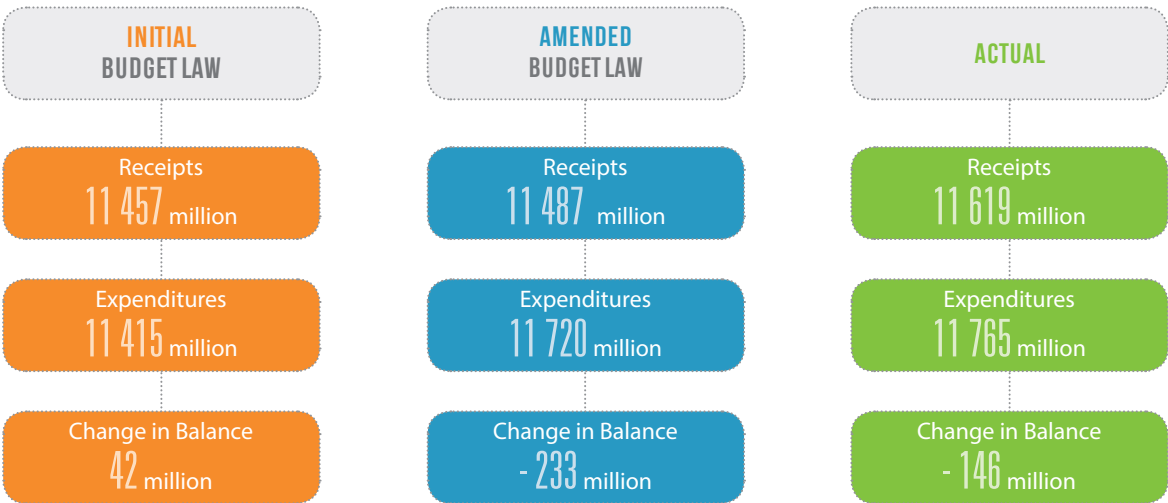 INITIAL
BUDGET LAW
Receipts
11 457 million
Expenditures
11 415 million
Change in Balance
42 million
AMENDED
BUDGET LAW
Receipts
11 487 million
Expenditures
11 720 million
Change in Balance
- 233 million
ACTUAL
Receipts
11 619 million
Expenditures
11 765 million
Change in Balance
- 146 million